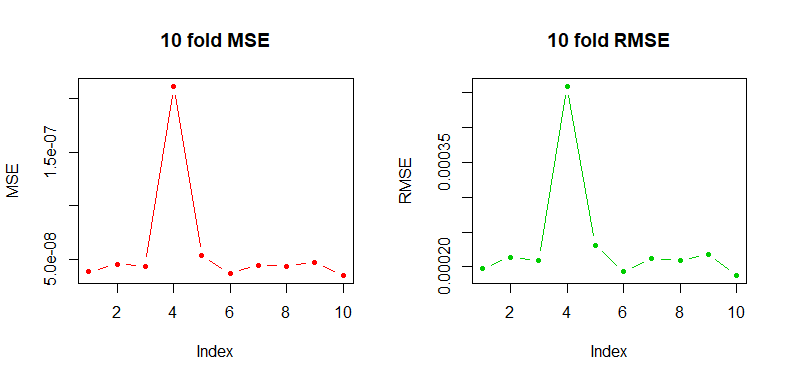 10 fold MSE
MSE
5.0e-08
1.5e-07
2 4 6 8 10
Index
10 fold RMSE
RMSE
0.00020
0.00035
2 4 6 8 10
Index